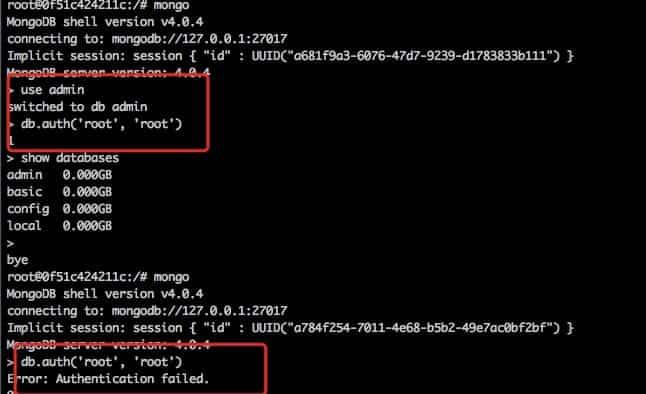 root@0f51c424211c:/# mongo
MongoDB shell version v4.0.4
connecting to: mongodb://127.0.0.1:27017
Implicit session: session { "id" : UUID("a681f9a3-6076-47d7-9239-d1783833b111") }
MongoDB server version: 4.0.4
> use admin
switched to db admin
> db.auth('root', 'root')
1
> show databases
admin   0.000GB
basic   0.000GB
config  0.000GB
local   0.000GB
>
bye
root@0f51c424211c:/# mongo
MongoDB shell version v4.0.4
connecting to: mongodb://127.0.0.1:27017
Implicit session: session { "id" : UUID("a784f254-7011-4e68-b5b2-49e7ac0bf2bf") }
MongoDB server version: 4.0.4
> db.auth('root', 'root')
Error: Authentication failed.